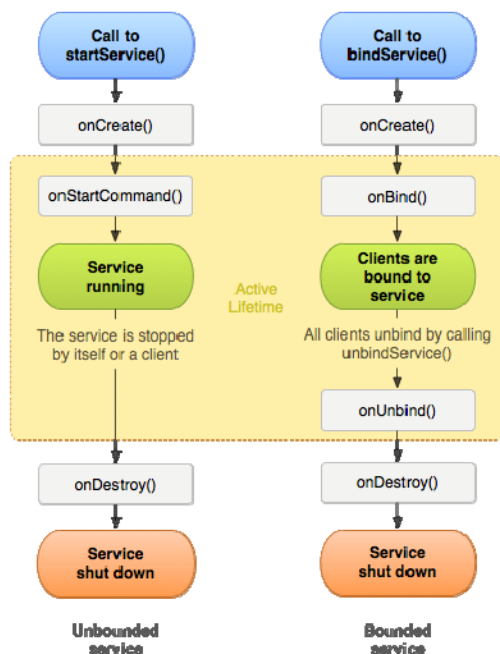 Call to
startService()
onCreate()
onStartCommand()
Service
running
The service is stopped
by itself or a client
onDestroy()
Service
shut down
Unbounded
service
Active
Lifetime
Call to
bindService()
onCreate()
onBind()
Clients are
bound to
service
All clients unbind by calling
unbindService()
onUnbind()
onDestroy()
Service
shut down
Bounded
service